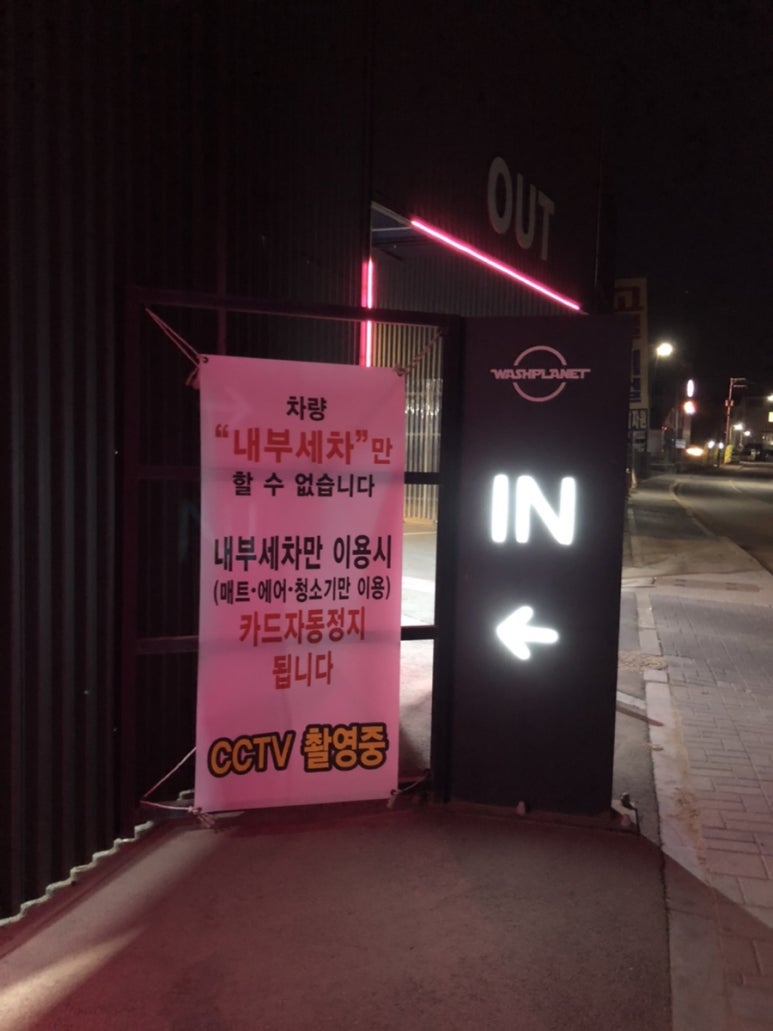 OUT
차량
“내부세차”만
할 수 없습니다
내부세차만 이용시
(매트·에어·청소기만 이용)
카드자동정지
됩니다
CCTV 촬영중
WASHPLANET
IN